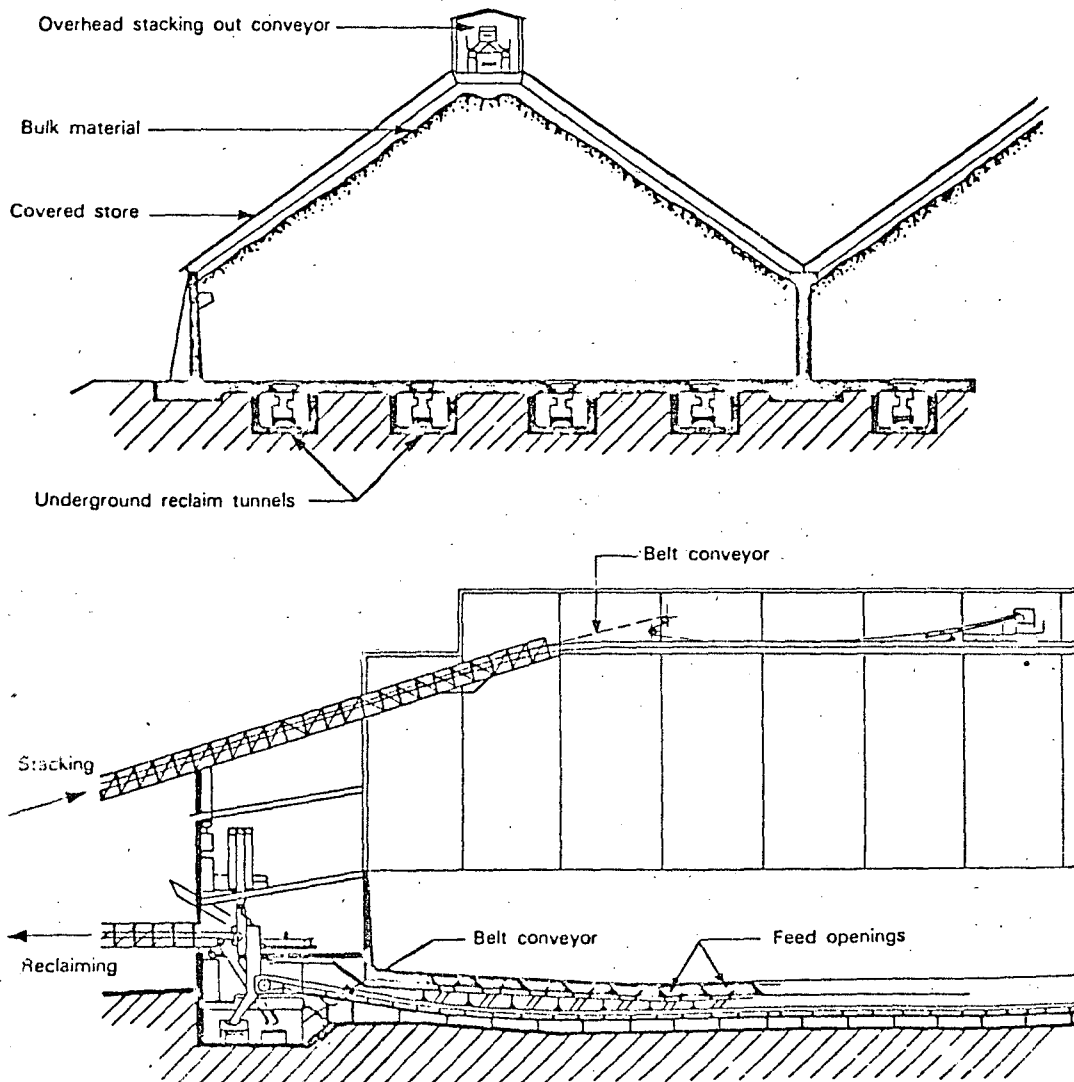 Overhead stacking out conveyor
Bulk material
Covered store
Underground reclaim tunnels
Belt conveyor
Stacking
Reclaiming
Belt conveyor
Feed openings